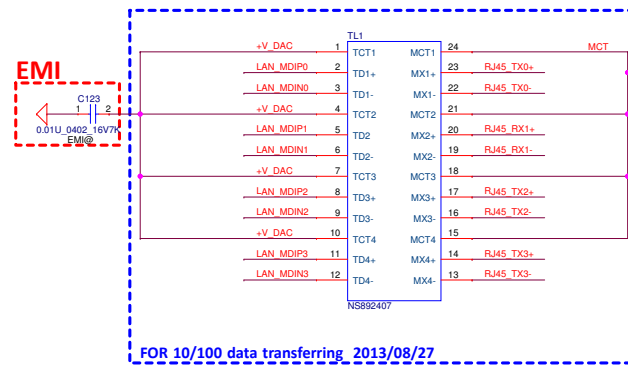 TL1
+V_DAC 1 TCT1 MCT1 24 MCT
LAN_MDIP0 2 TD1+ MX1+ 23 RJ45_TX0+
LAN_MDIN0 3 TD1- MX1- 22 RJ45_TX0-
+V_DAC 4 TCT2 MCT2 21
LAN_MDIP1 5 TD2 MX2+ 20 RJ45_RX1+
LAN_MDIN1 6 TD2- MX2- 19 RJ45_RX1-
+V_DAC 7 TCT3 MCT3 18
LAN_MDIP2 8 TD3+ MX3+ 17 RJ45_TX2+
LAN_MDIN2 9 TD3- MX3- 16 RJ45_TX2-
+V_DAC 10 TCT4 MCT4 15
LAN_MDIP3 11 TD4+ MX4+ 14 RJ45_TX3+
LAN_MDIN3 12 TD4- MX4- 13 RJ45_TX3-
NS892407
EMI
C123
1 2
0.01U_0402_16V7K
EMI@
FOR 10/100 data transferring 2013/08/27